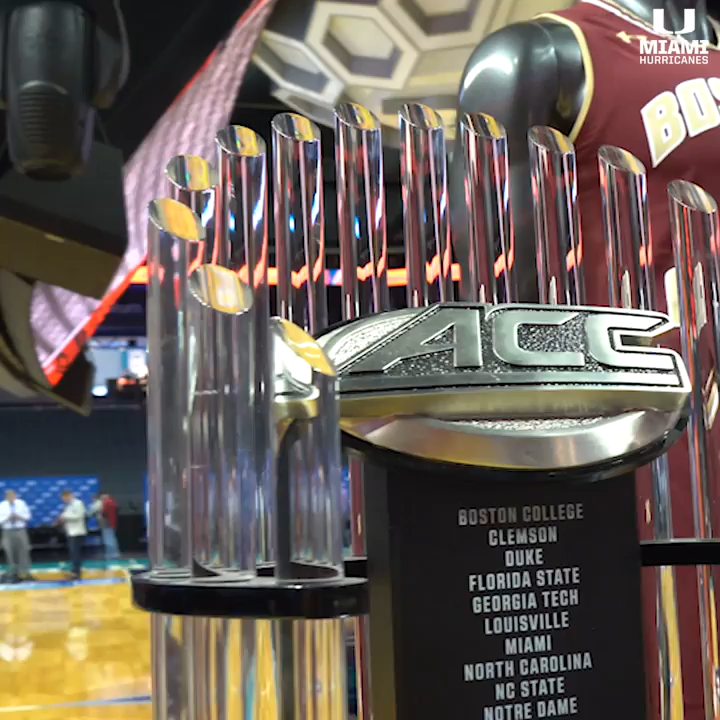 U
MIAMI
HURRICANES
BO
ACC
BOSTON COLLEGE
CLEMSON
DUKE
FLORIDA STATE
GEORGIA TECH
LOUISVILLE
MIAMI
NORTH CAROLINA
NC STATE
NOTRE DAME